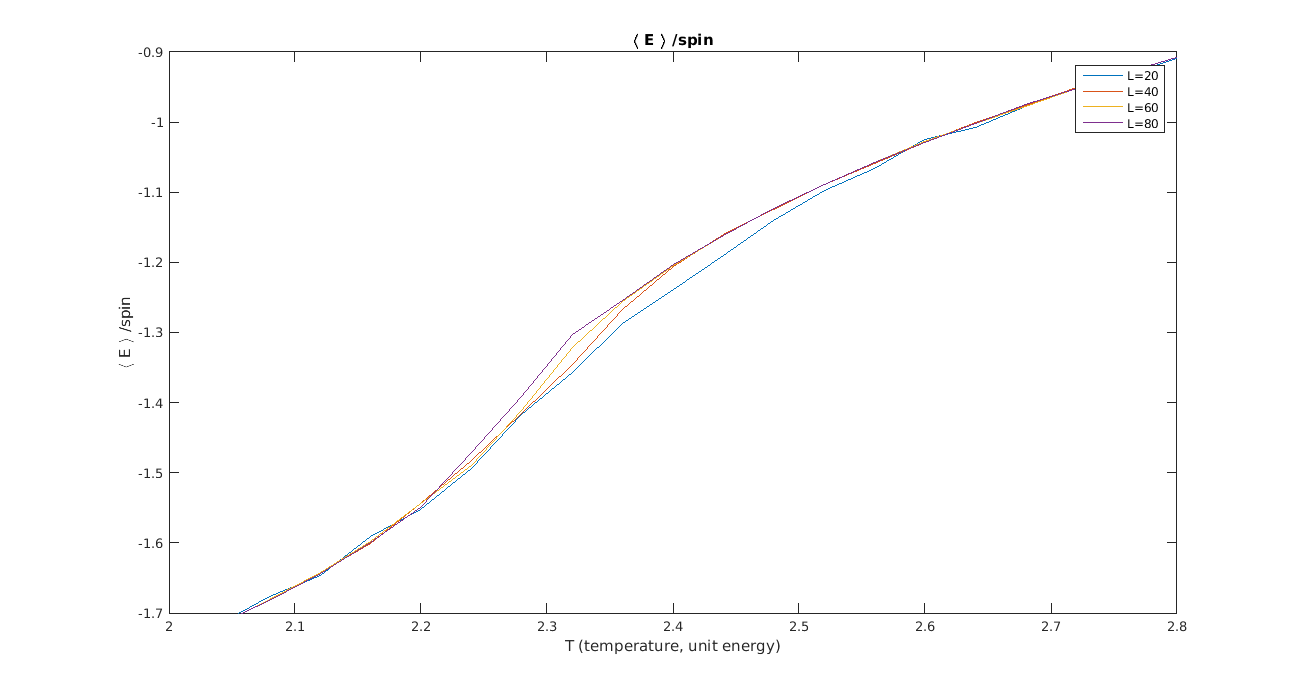 ⟨ E ⟩ /spin
-0.9
-1
-1.1
-1.2
-1.3
-1.4
-1.5
-1.6
-1.7
⟨ E ⟩ /spin
L=20
L=40
L=60
L=80
2 2.1 2.2 2.3 2.4 2.5 2.6 2.7 2.8
T (temperature, unit energy)